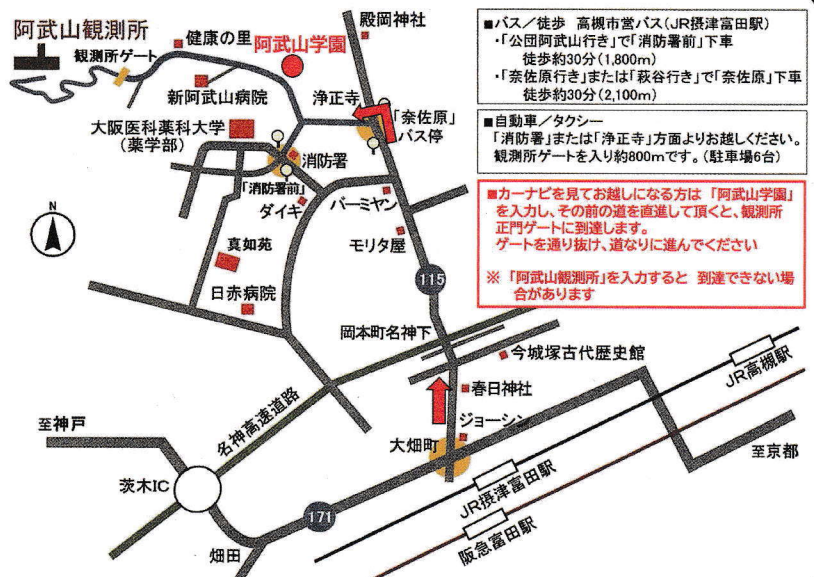 阿武山観測所
観測所ゲート
健康の里
阿武山学園
殿岡神社
新阿武山病院
浄正寺
「奈佐原」
バス停
大阪医科薬科大学
(薬学部)
消防署
「消防署前」
ダイキ
バーミヤン
モリタ屋
N
真如苑
日赤病院
115
岡本町名神下
今城塚古代歴史館
JR高槻駅
春日神社
名神高速道路
ジョーシン
大畑町
至神戸
至京都
茨木IC
JR摂津富田駅
171
阪急富田駅
畑田
■バス/徒歩 高槻市営バス(JR摂津富田駅)
・「公団阿武山行き」で「消防署前」下車
徒歩約30分(1,800m)
・「奈佐原行き」または「萩谷行き」で「奈佐原」下車
徒歩約30分(2,100m)
■自動車/タクシー
「消防署」または「浄正寺」方面よりお越しください。
観測所ゲートを入り約800mです。(駐車場6台)
■カーナビを見てお越しになる方は 「阿武山学園」
を入力し、その前の道を直進して頂くと、観測所
正門ゲートに到達します。
ゲートを通り抜け、道なりに進んでください
※ 「阿武山観測所」を入力すると 到達できない場
合があります